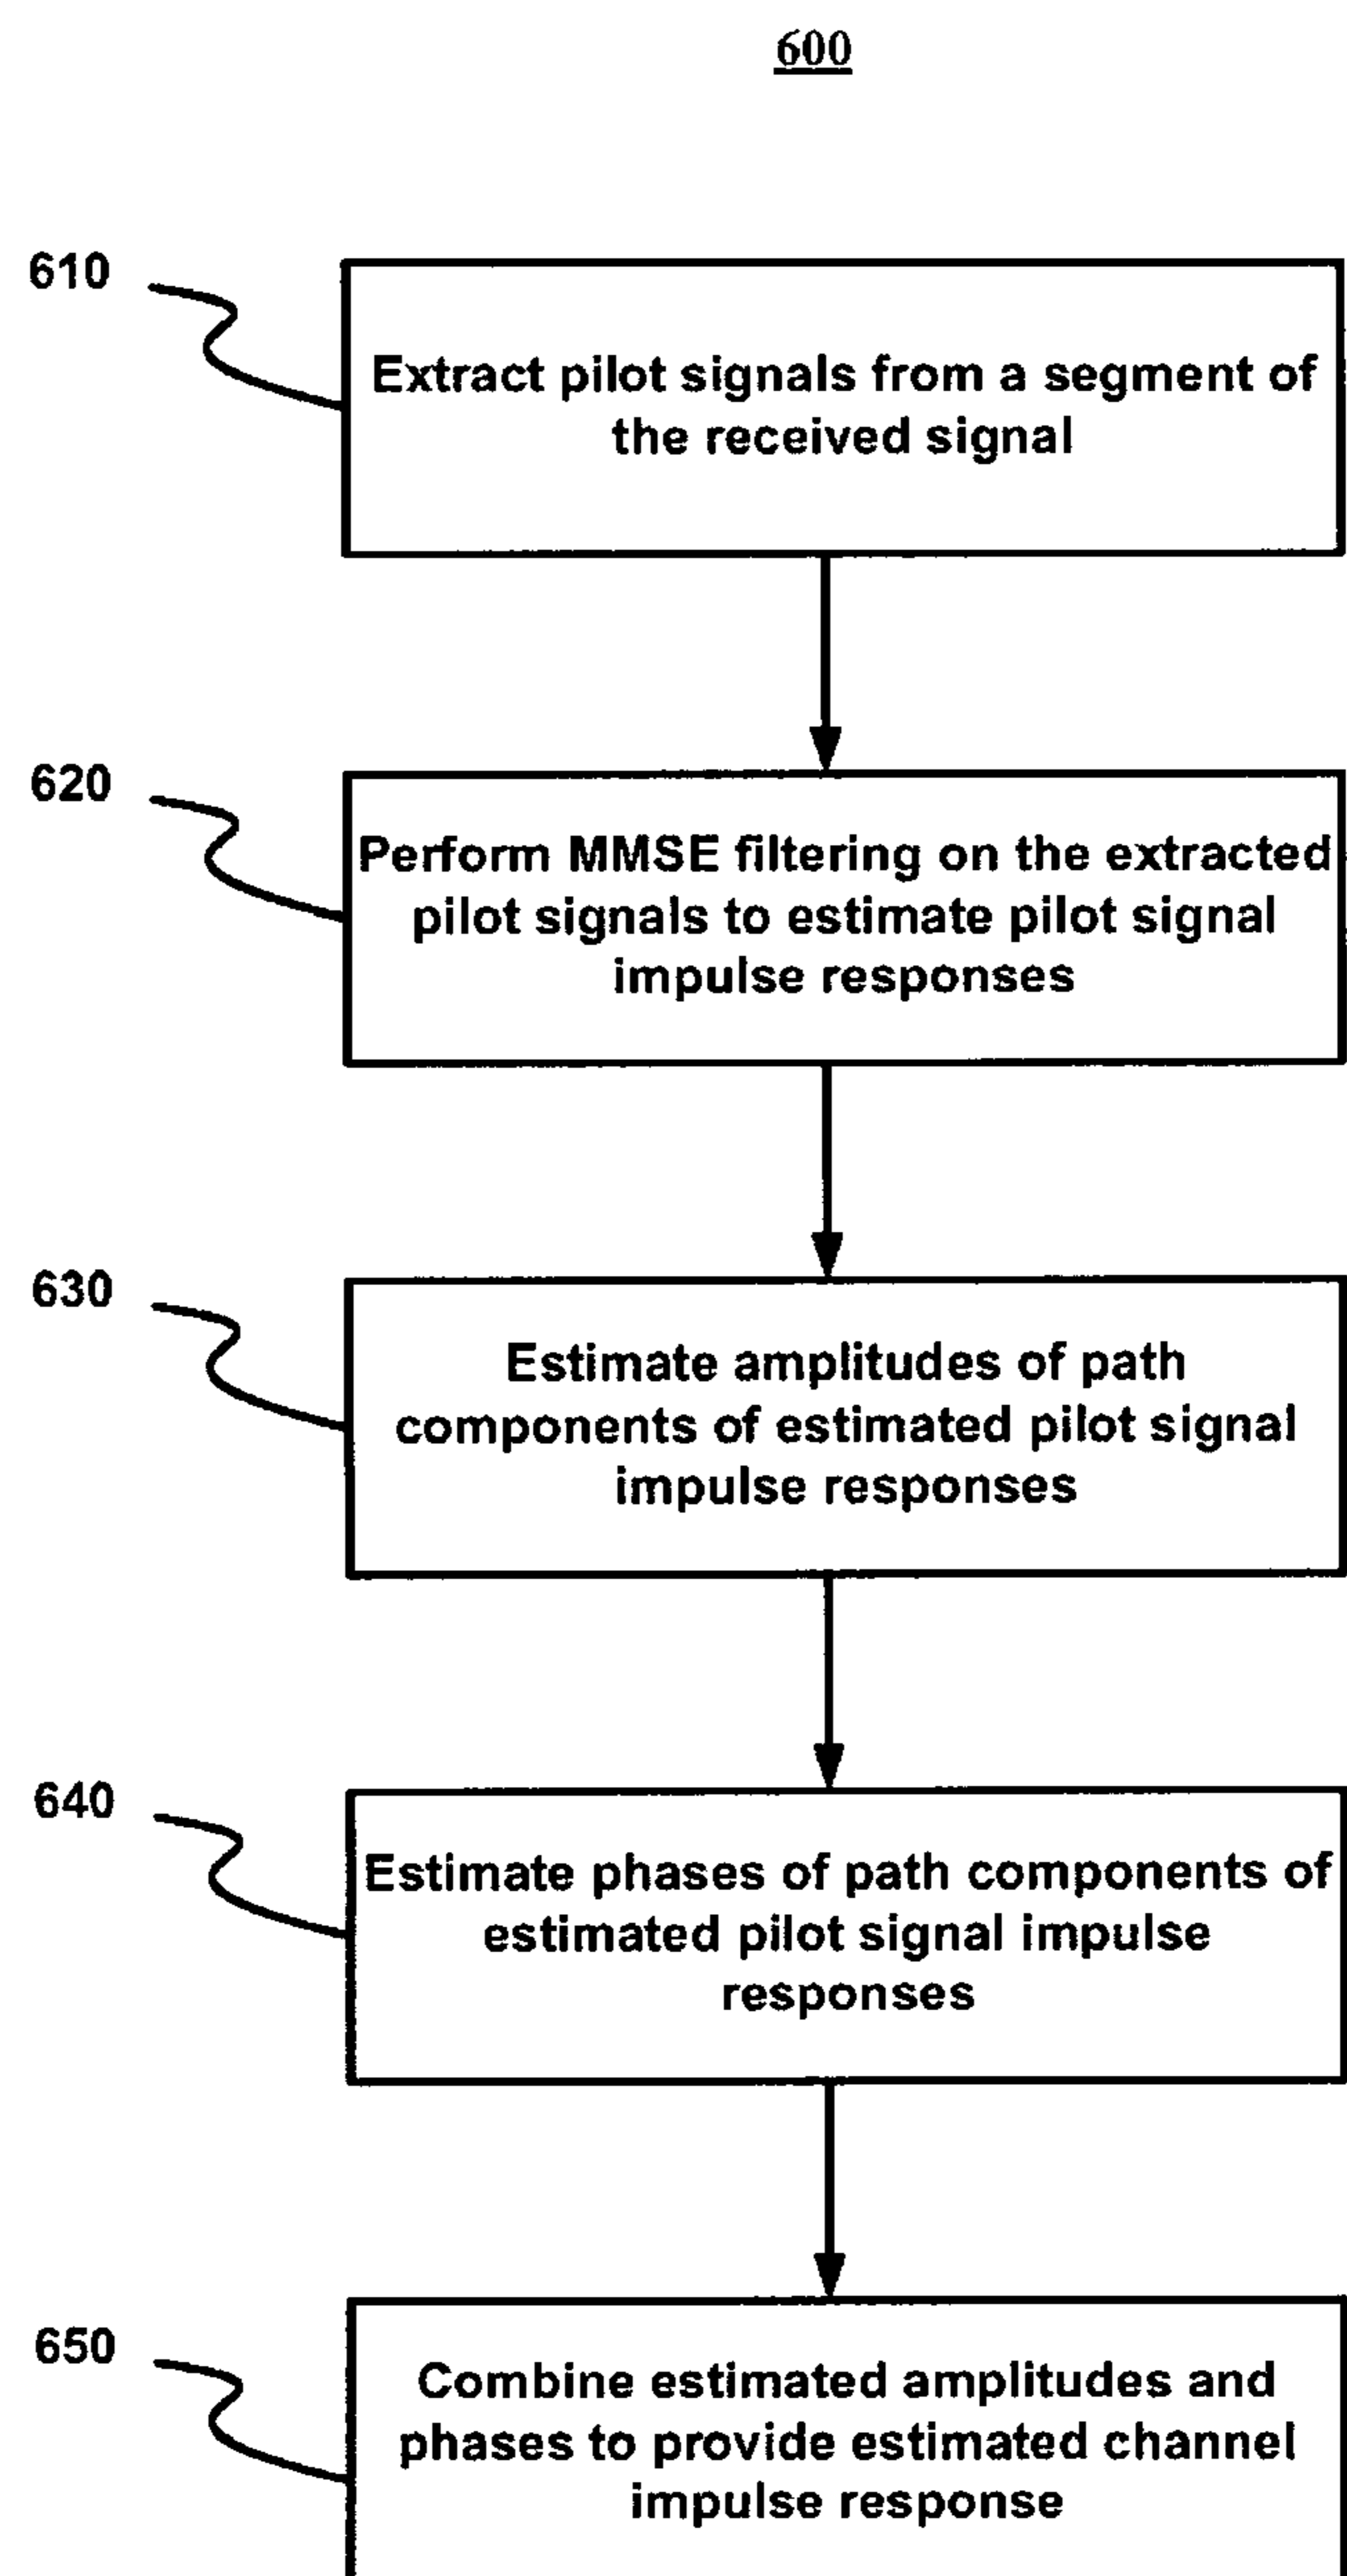 600
610
Extract pilot signals from a segment of
the received signal
620
Perform MMSE filtering on the extracted
pilot signals to estimate pilot signal
impulse responses
630
Estimate amplitudes of path
components of estimated pilot signal
impulse responses
640
Estimate phases of path components of
estimated pilot signal impulse
responses
650
Combine estimated amplitudes and
phases to provide estimated channel
impulse response